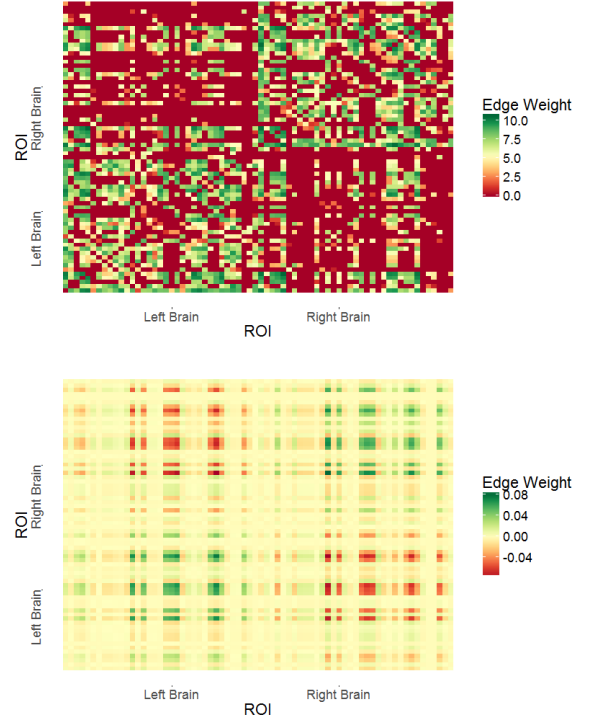 Edge Weight
10.0
7.5
5.0
2.5
0.0
ROI
Right Brain
Left Brain
Left Brain Right Brain
ROI
Edge Weight
0.08
0.04
0.00
-0.04
ROI
Right Brain
Left Brain
Left Brain Right Brain
ROI